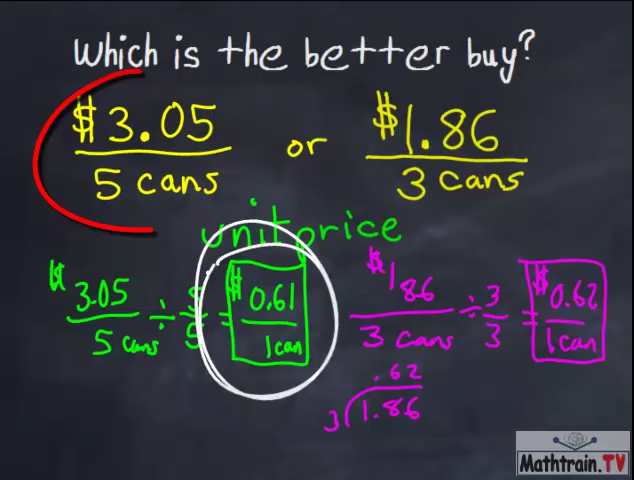 Which is the better buy?
$3.05 or $1.86
5 cans 3 cans
unit price
$3.05 ÷ 5 = $0.61 $1.86 ÷ 3 = $0.62
5 cans 5 1 can 3 cans 3 1 can
.62
3 1.86
Mathtrain.TV